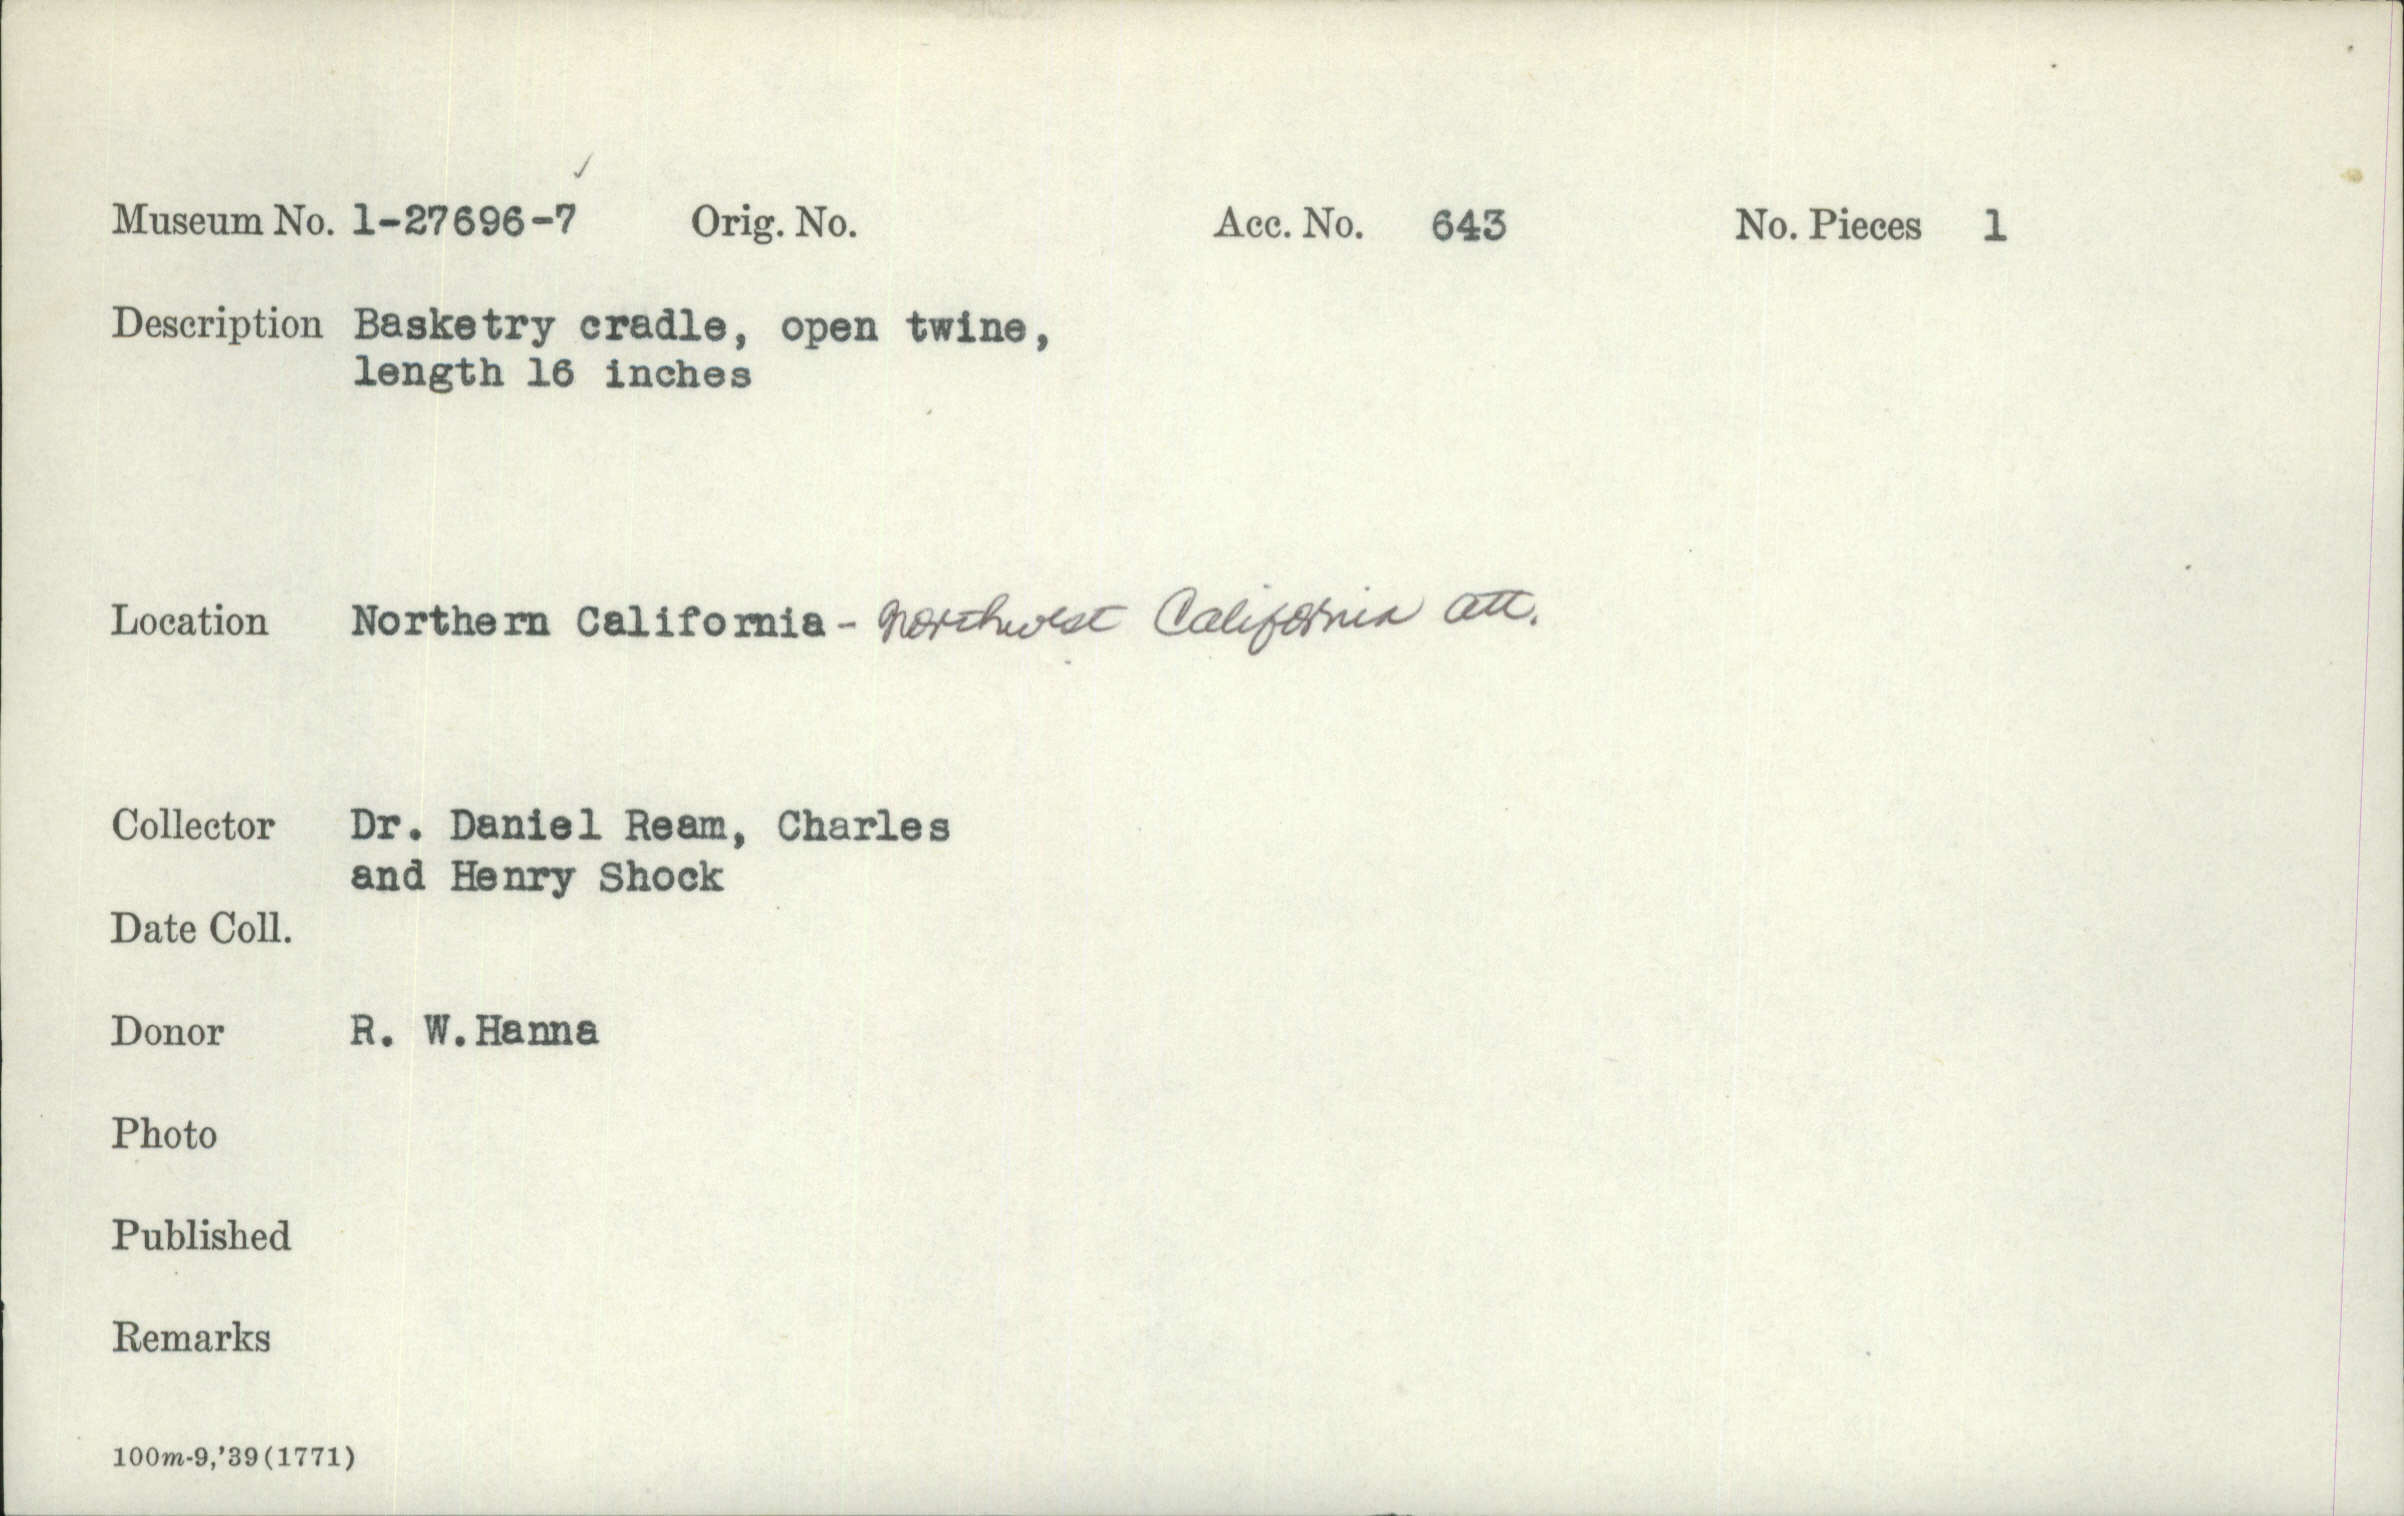 Museum No. 1-27696-7 ✓ Orig. No. Acc. No. 643 No. Pieces 1
Description Basketry cradle, open twine,
length 16 inches
Location Northern California - Northwest California att.
Collector Dr. Daniel Ream, Charles
and Henry Shock
Date Coll.
Donor R. W. Hanna
Photo
Published
Remarks
100m-9,'39(1771)